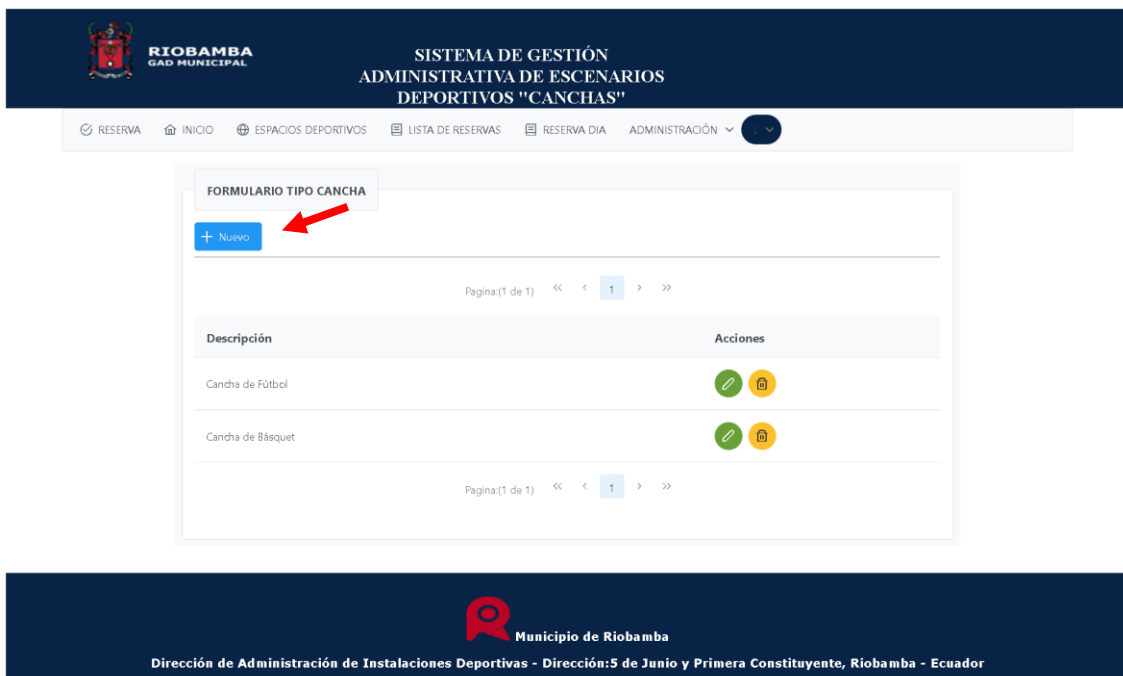 RIOBAMBA
GAD MUNICIPAL
SISTEMA DE GESTIÓN
ADMINISTRATIVA DE ESCENARIOS
DEPORTIVOS "CANCHAS"
RESERVA INICIO ESPACIOS DEPORTIVOS LISTA DE RESERVAS RESERVA DIA ADMINISTRACIÓN
FORMULARIO TIPO CANCHA
+ Nuevo
Pagina:(1 de 1) << < 1 > >>
Descripción Acciones
Cancha de Fútbol
Cancha de Básquet
Pagina:(1 de 1) << < 1 > >>
Municipio de Riobamba
Dirección de Administración de Instalaciones Deportivas - Dirección:5 de Junio y Primera Constituyente, Riobamba - Ecuador